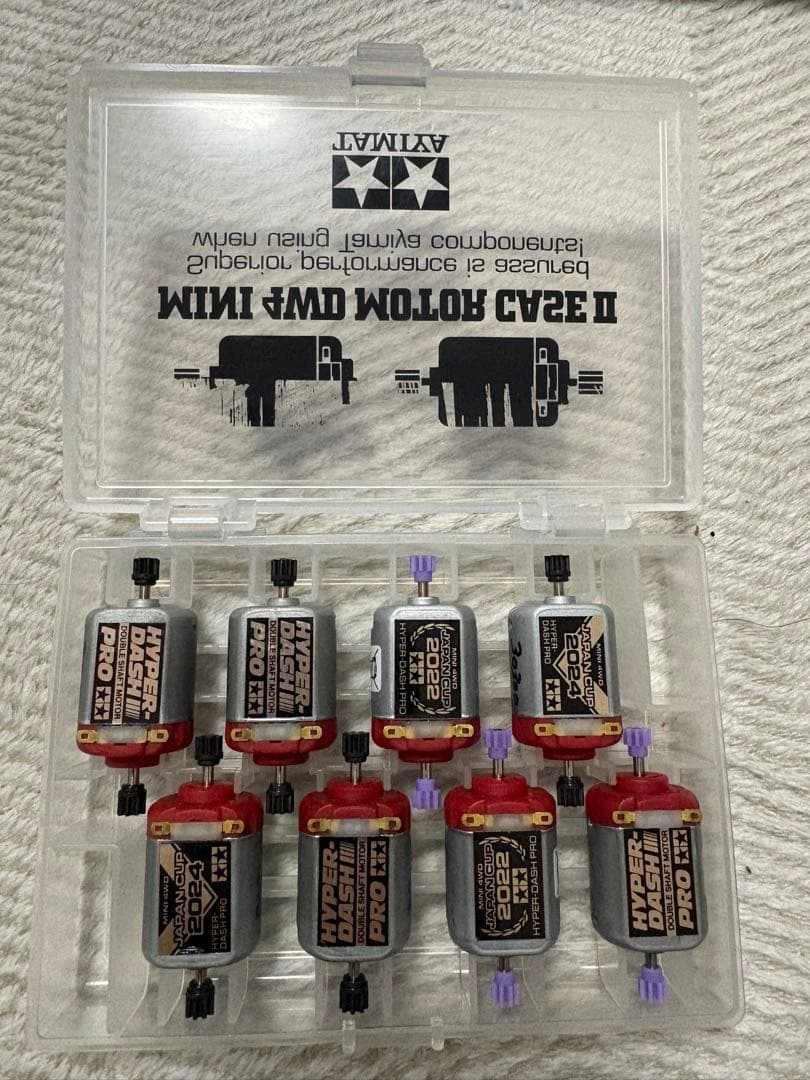 TAMIYA
when using Tamiya components!
Superior performance is assured
MINI 4WD MOTOR CASE II
HYPER-
DASH
PRO
DOUBLE SHAFT MOTOR
HYPER-
DASH
PRO
DOUBLE SHAFT MOTOR
MINI 4WD
JAPAN CUP
2022
HYPER-DASH PRO
MINI 4WD
JAPAN CUP
2024
HYPER-
DASH PRO
MINI 4WD
JAPAN CUP
2024
HYPER-
DASH PRO
HYPER-
DASH
DOUBLE SHAFT MOTOR
PRO
MINI 4WD
JAPAN CUP
2022
HYPER-DASH PRO
HYPER-
DASH
DOUBLE SHAFT MOTOR
PRO